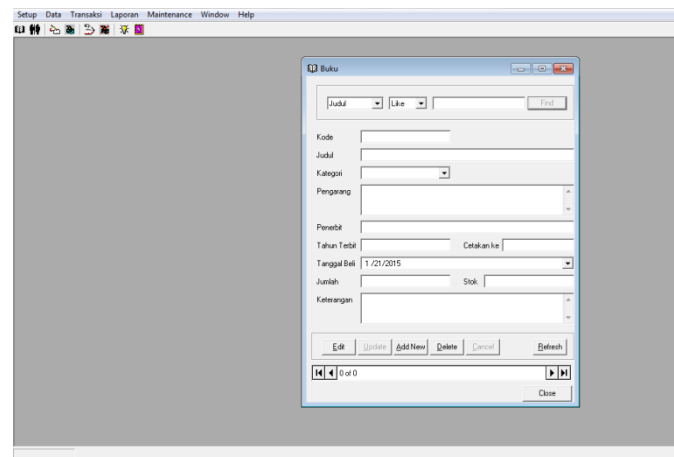 Setup Data Transaksi Laporan Maintenance Window Help
Buku
Judul Like Find
Kode
Judul
Kategori
Pengarang
Penerbit
Tahun Terbit Cetakan ke
Tanggal Beli 1 /21/2015
Jumlah Stok
Keterangan
Edit Update Add New Delete Cancel Refresh
0 of 0
Close